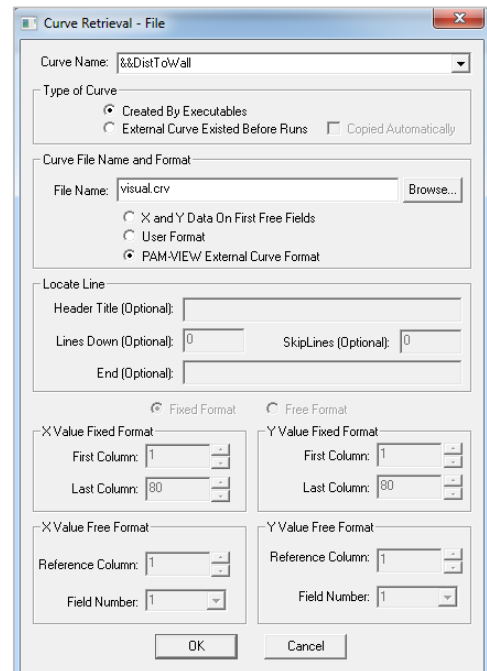 Curve Retrieval - File
Curve Name: &&DistToWall
Type of Curve
Created By Executables
External Curve Existed Before Runs Copied Automatically
Curve File Name and Format
File Name: visual.crv Browse...
X and Y Data On First Free Fields
User Format
PAM-VIEW External Curve Format
Locate Line
Header Title (Optional):
Lines Down (Optional): 0 SkipLines (Optional): 0
End (Optional):
Fixed Format Free Format
X Value Fixed Format Y Value Fixed Format
First Column: 1 First Column: 1
Last Column: 80 Last Column: 80
X Value Free Format Y Value Free Format
Reference Column: 1 Reference Column: 1
Field Number: 1 Field Number: 1
OK Cancel